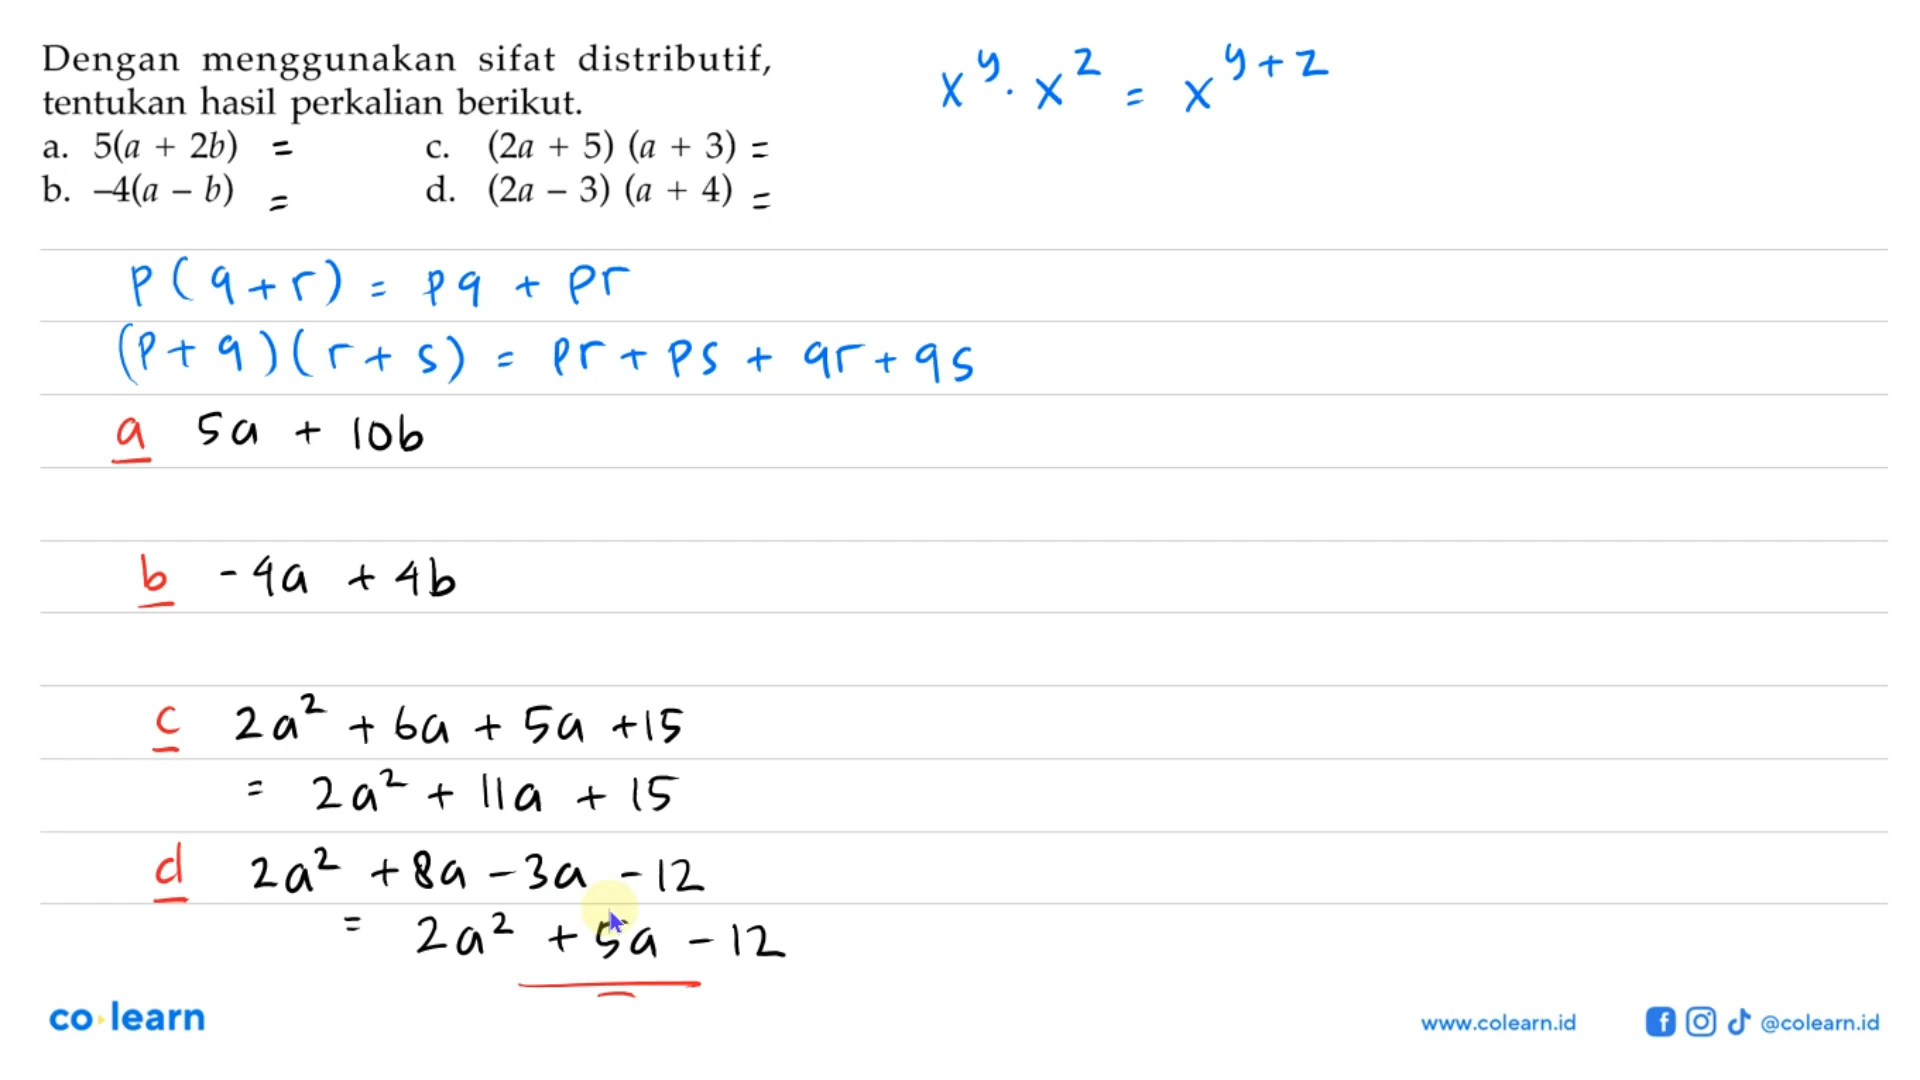 Dengan menggunakan sifat distributif,
tentukan hasil perkalian berikut.
a. 5(a + 2b) = c. (2a + 5) (a + 3) =
b. –4(a – b) = d. (2a – 3) (a + 4) =
x^y . x^z = x^(y+z)
p(q+r) = pq + pr
(p+q)(r+s) = pr + ps + qr + qs
a 5a + 10b
b -4a + 4b
c 2a² + 6a + 5a +15
= 2a² + 11a + 15
d 2a² + 8a - 3a - 12
= 2a² + 5a - 12
co learn
www.colearn.id @colearn.id